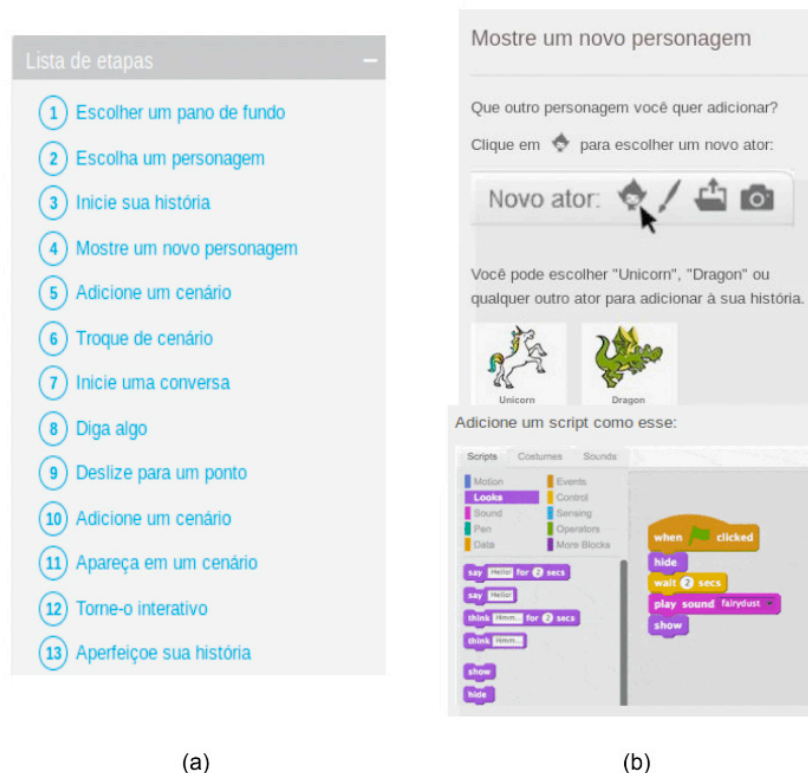 Lista de etapas
1 Escolher um pano de fundo
2 Escolha um personagem
3 Inicie sua história
4 Mostre um novo personagem
5 Adicione um cenário
6 Troque de cenário
7 Inicie uma conversa
8 Diga algo
9 Deslize para um ponto
10 Adicione um cenário
11 Apareça em um cenário
12 Torne-o interativo
13 Aperfeiçoe sua história
(a)
Mostre um novo personagem
Que outro personagem você quer adicionar?
Clique em para escolher um novo ator:
Novo ator:
Você pode escolher "Unicorn", "Dragon" ou
qualquer outro ator para adicionar à sua história.
Unicorn Dragon
Adicione um script como esse:
Scripts Costumes Sounds
Motion Events
Looks Control
Sound Sensing
Pen Operators
Data More Blocks
say Hello! for 2 secs
say Hello!
think Hmm... for 2 secs
think Hmm...
show
hide
when clicked
hide
wait 2 secs
play sound fairydust
show
(b)